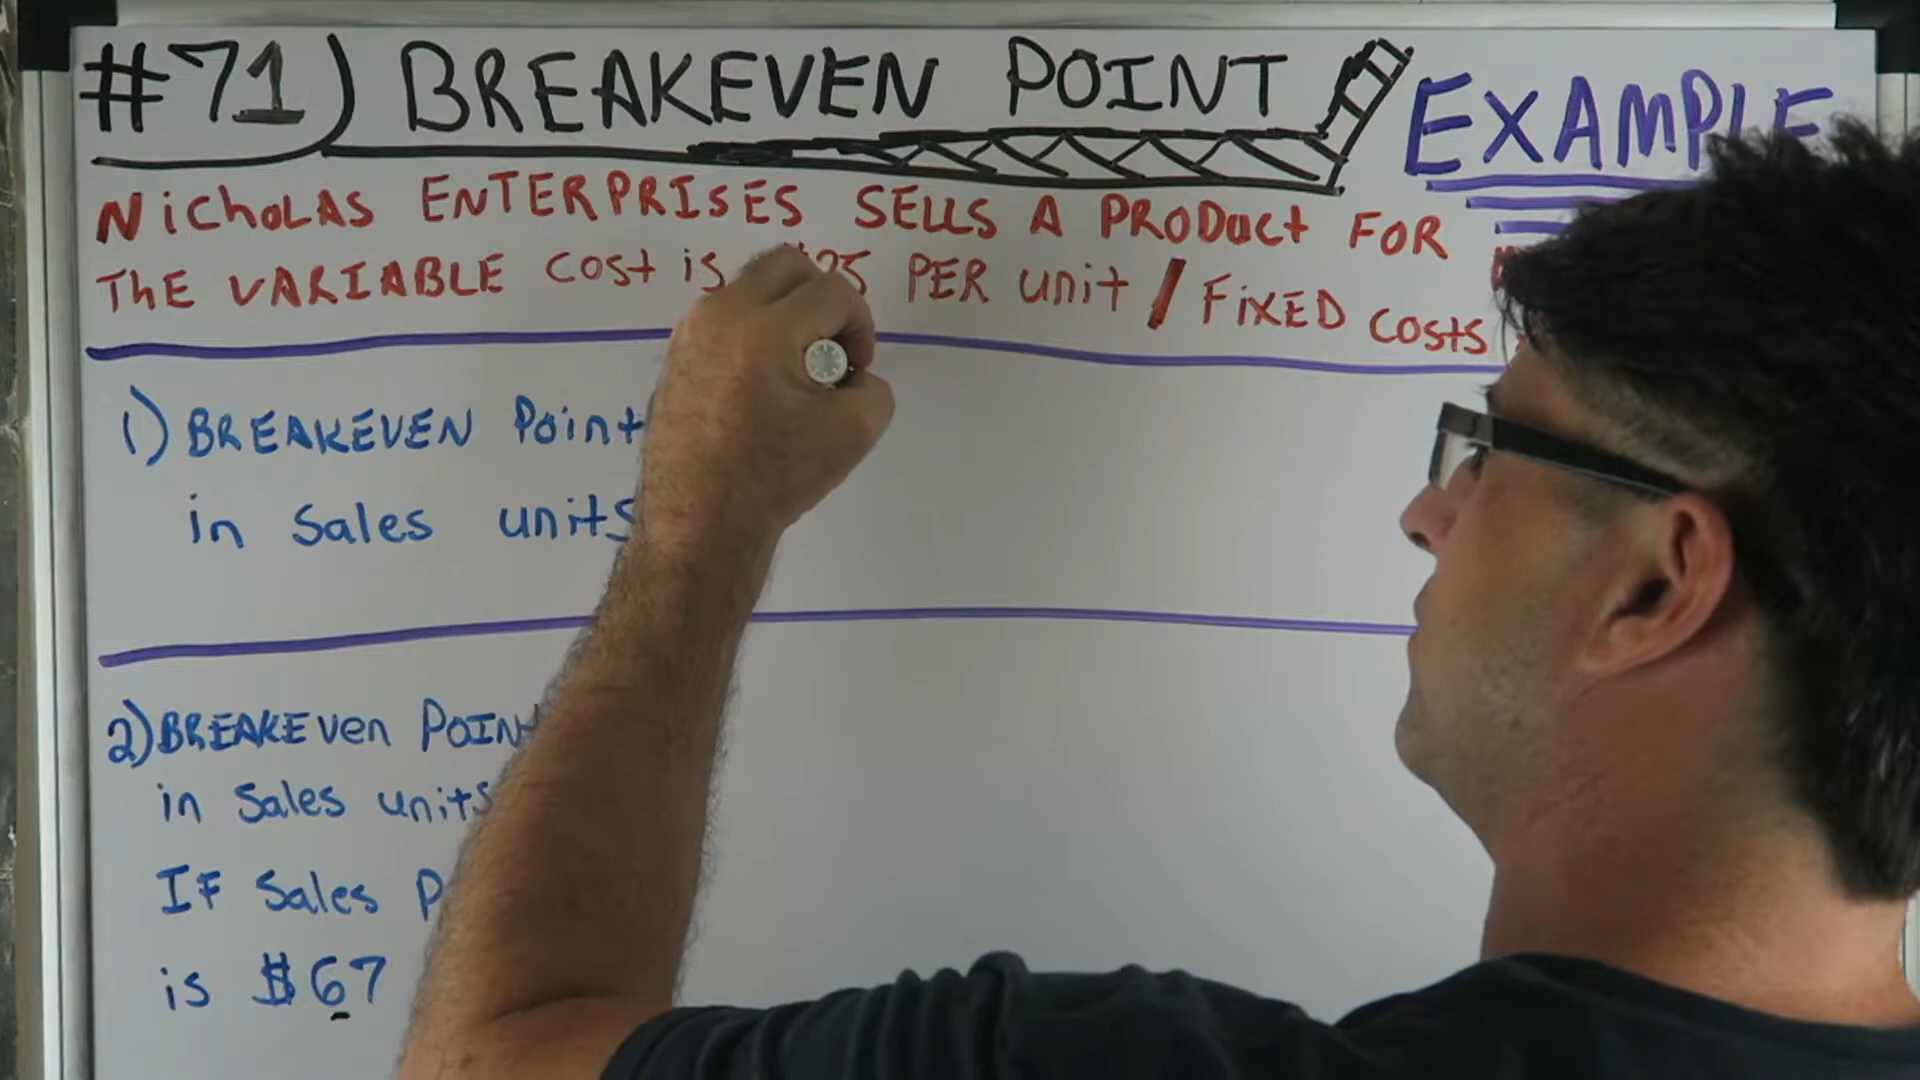 #71) BREAKEVEN POINT
EXAMPLE
NichoLAS ENTERPRISES SELLS A PRODuct FOR
ThE VARIABLE cost is PER unit / FiXED costs
1) BREAKEVEN Point
in sales units
2) BREAKEven POINT
in sales units
IF sales
is $67